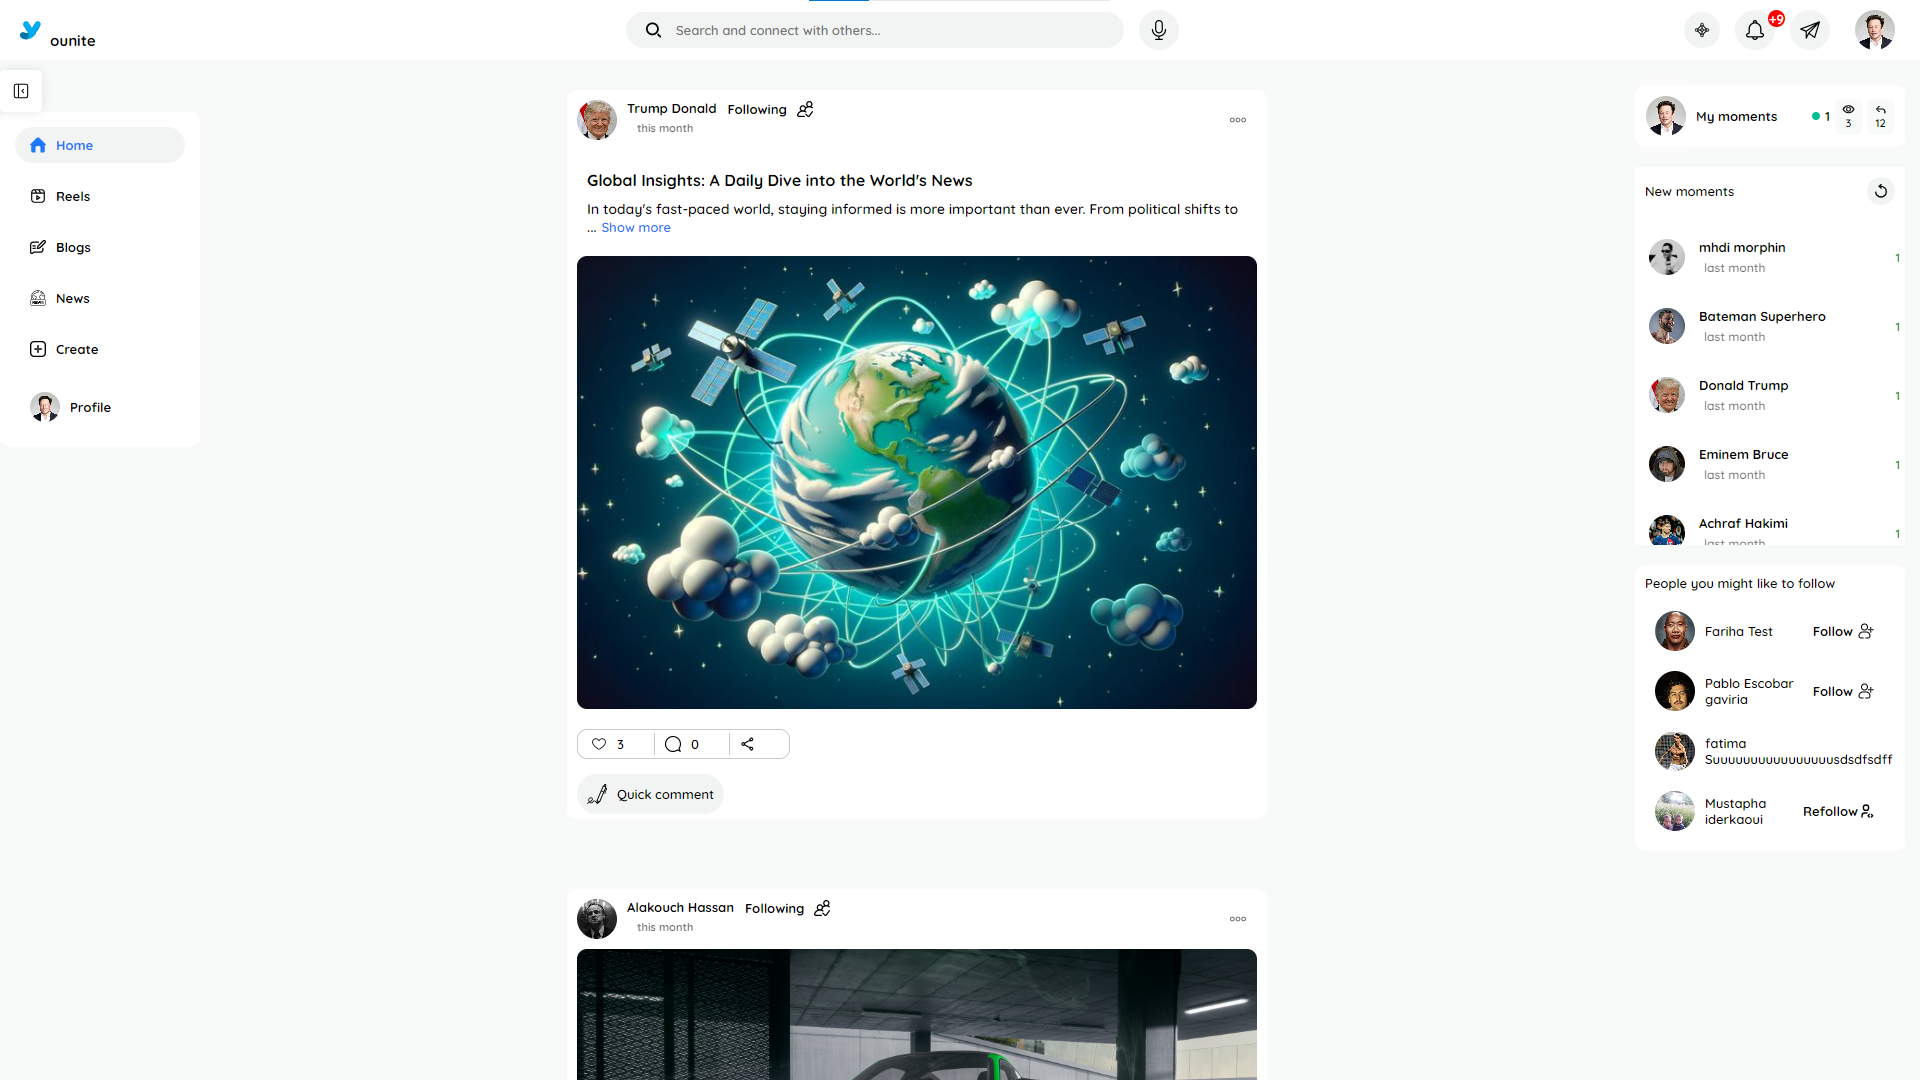 ounite
Search and connect with others...
+9
Home
Reels
Blogs
News
Create
Profile
Trump Donald Following
this month
Global Insights: A Daily Dive into the World's News
In today's fast-paced world, staying informed is more important than ever. From political shifts to
... Show more
3 0
Quick comment
Alakouch Hassan Following
this month
My moments 1 3 12
New moments
mhdi morphin
last month 1
Bateman Superhero
last month 1
Donald Trump
last month 1
Eminem Bruce
last month 1
Achraf Hakimi
last month 1
People you might like to follow
Fariha Test Follow
Pablo Escobar
gaviria Follow
fatima
Suuuuuuuuuuuuuuuusdsdfsdff
Mustapha
iderkaoui Refollow